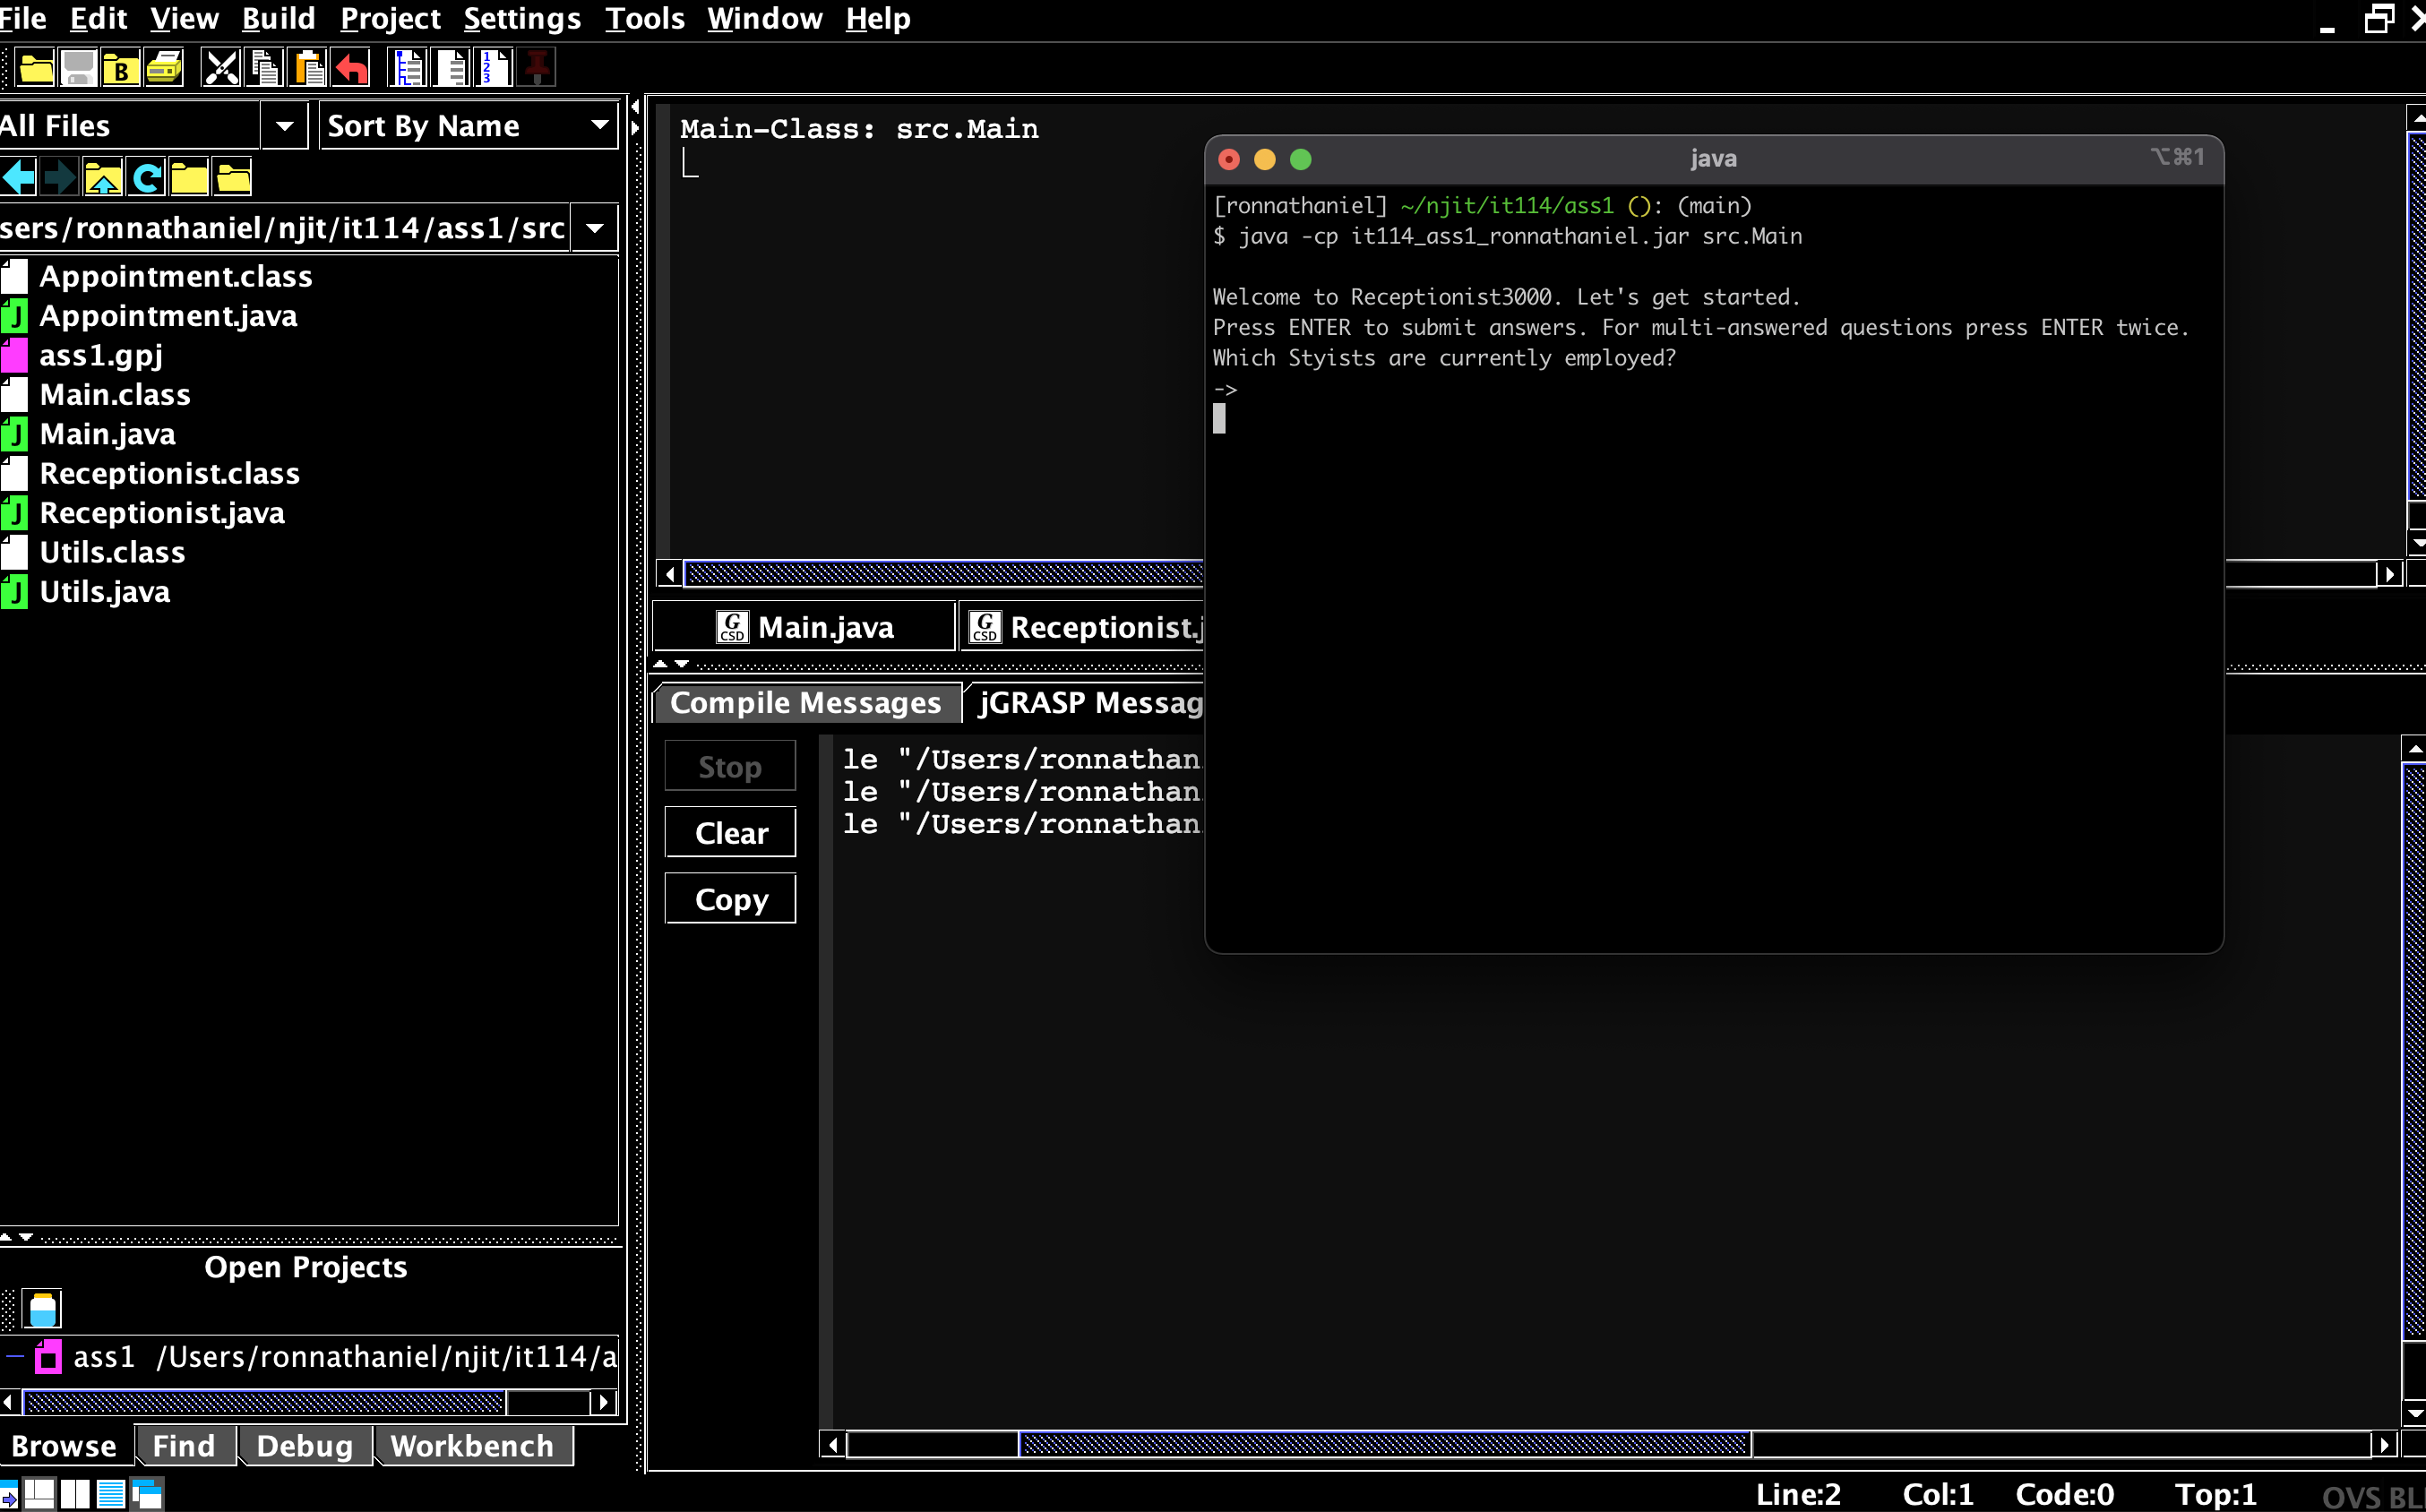 File Edit View Build Project Settings Tools Window Help
B
1 2 3
All Files
Sort By Name
sers/ronnathaniel/njit/it114/ass1/src
Appointment.class
J Appointment.java
ass1.gpj
Main.class
J Main.java
Receptionist.class
J Receptionist.java
Utils.class
J Utils.java
Open Projects
ass1 /Users/ronnathaniel/njit/it114/a
Browse Find Debug Workbench
Main-Class: src.Main
G CSD Main.java
G CSD Receptionist.j
Compile Messages jGRASP Messag
Stop
Clear
Copy
le "/Users/ronnathan
le "/Users/ronnathan
le "/Users/ronnathan
java
⌥⌘1
[ronnathaniel] ~/njit/it114/ass1 (): (main)
$ java -cp it114_ass1_ronnathaniel.jar src.Main
Welcome to Receptionist3000. Let's get started.
Press ENTER to submit answers. For multi-answered questions press ENTER twice.
Which Styists are currently employed?
->
Line:2 Col:1 Code:0 Top:1 OVS BL